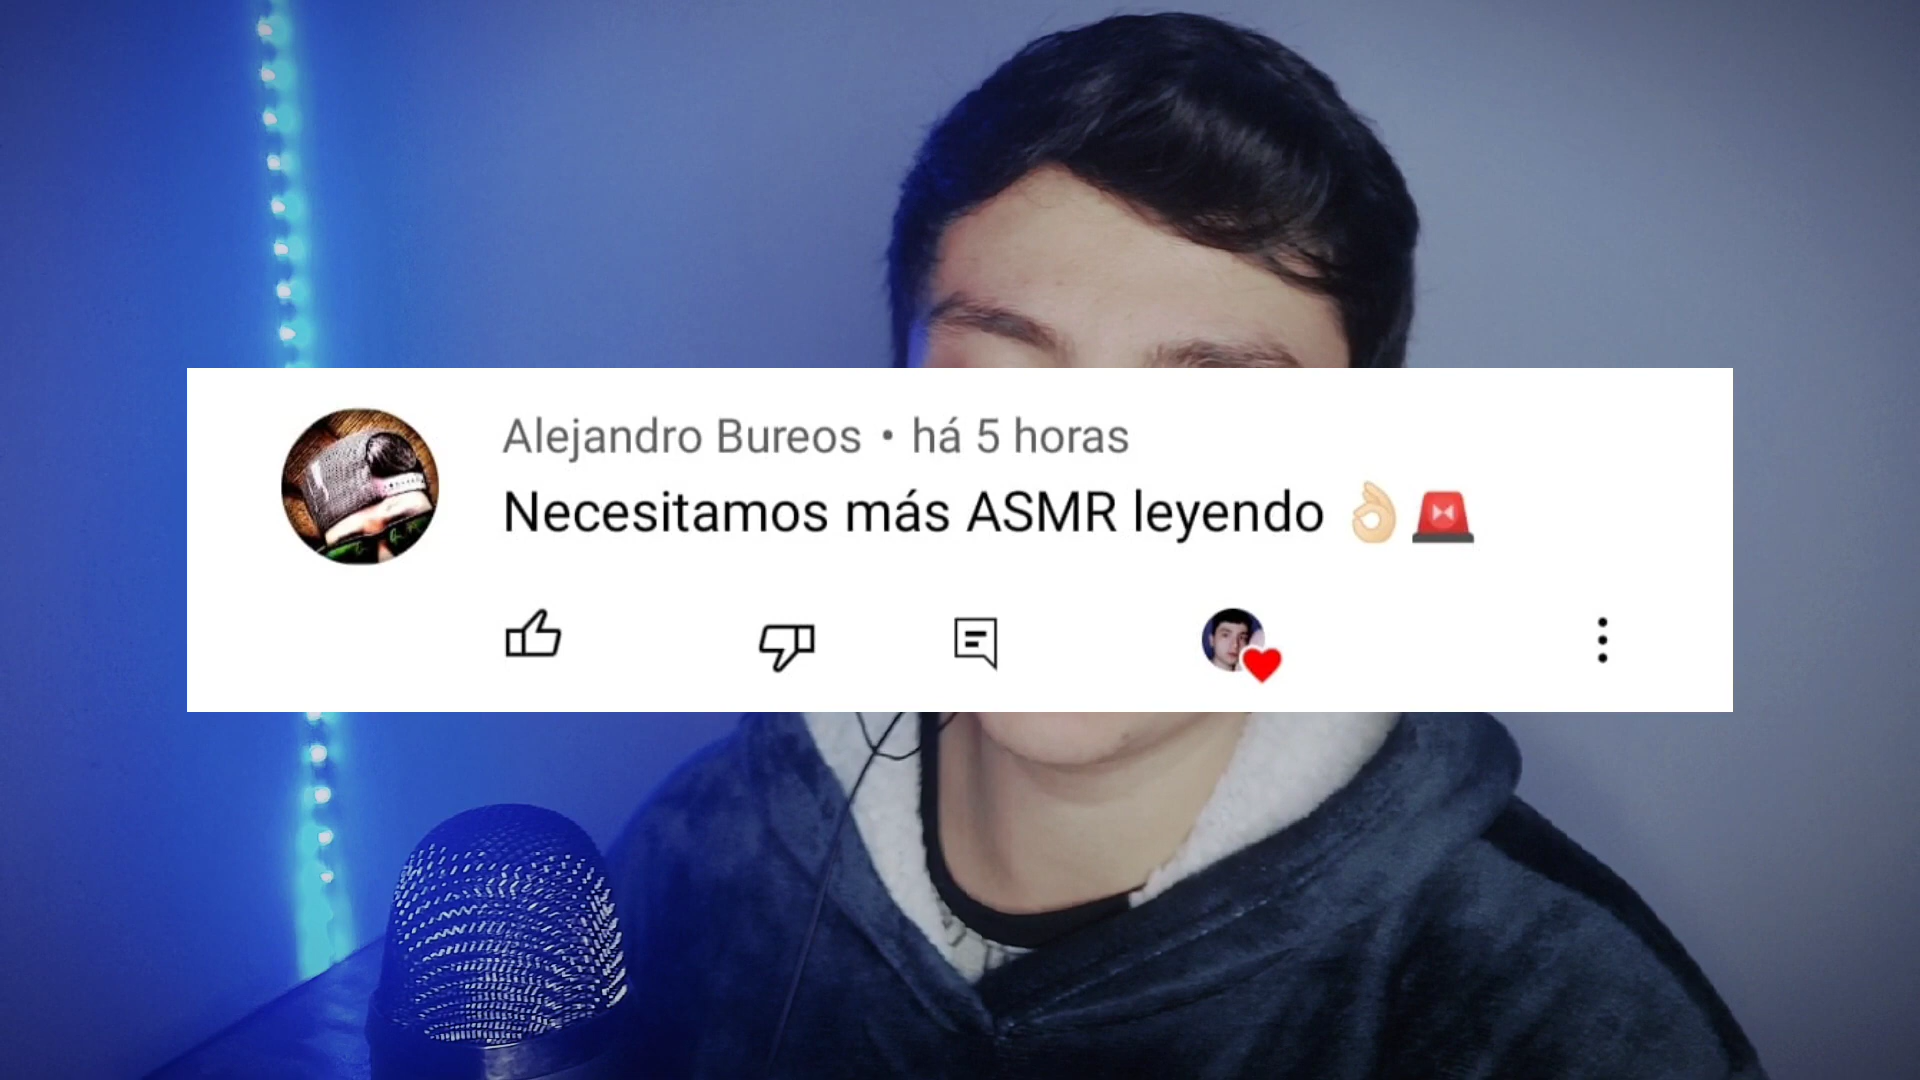 Alejandro Bureos • há 5 horas
Necesitamos más ASMR leyendo 👌🏻🚨